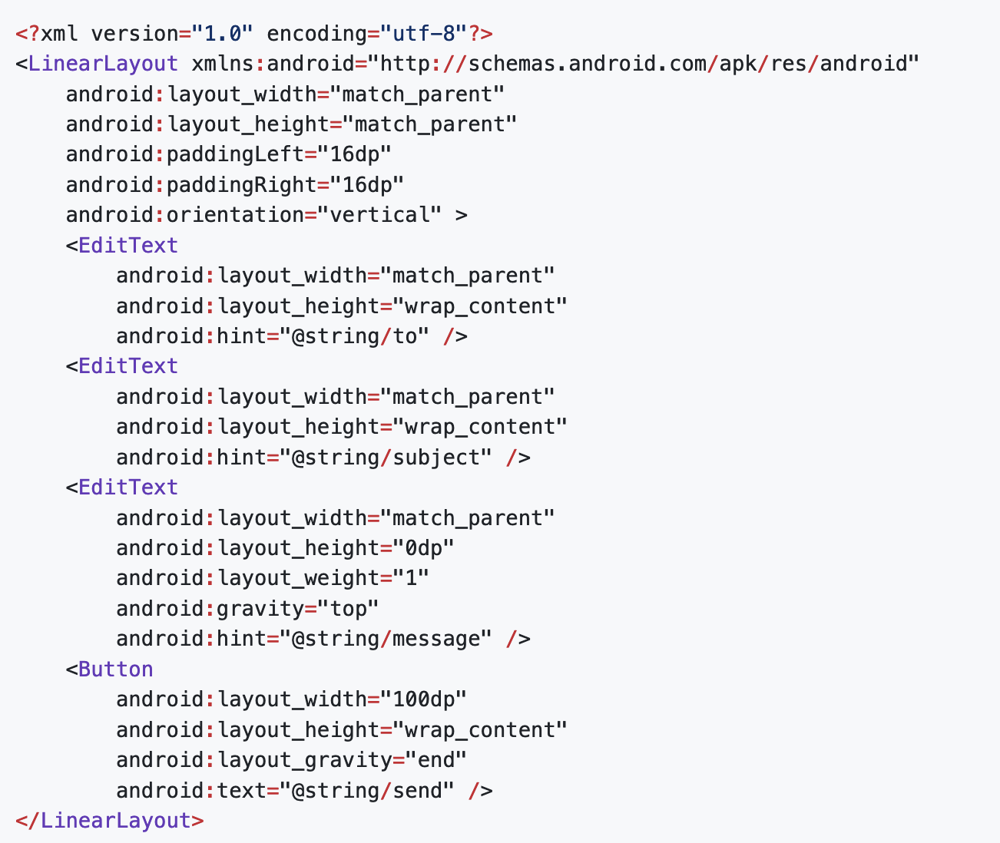 <?xml version="1.0" encoding="utf-8"?>
<LinearLayout xmlns:android="http://schemas.android.com/apk/res/android"
    android:layout_width="match_parent"
    android:layout_height="match_parent"
    android:paddingLeft="16dp"
    android:paddingRight="16dp"
    android:orientation="vertical" >
    <EditText
        android:layout_width="match_parent"
        android:layout_height="wrap_content"
        android:hint="@string/to" />
    <EditText
        android:layout_width="match_parent"
        android:layout_height="wrap_content"
        android:hint="@string/subject" />
    <EditText
        android:layout_width="match_parent"
        android:layout_height="0dp"
        android:layout_weight="1"
        android:gravity="top"
        android:hint="@string/message" />
    <Button
        android:layout_width="100dp"
        android:layout_height="wrap_content"
        android:layout_gravity="end"
        android:text="@string/send" />
</LinearLayout>